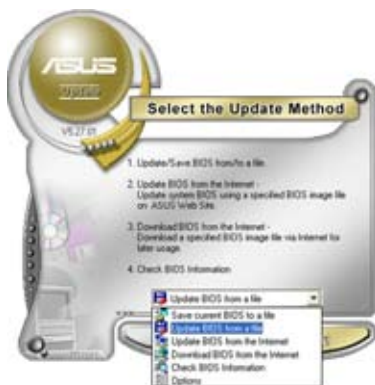 ASUS
Update
V5.27.01
Select the Update Method
1. Update/Save BIOS from/to a file.
2. Update BIOS from the Internet -
Update system BIOS using a specified BIOS image file
on ASUS Web Site.
3. Download BIOS from the Internet -
Download a specified BIOS image file via Internet for
later usage.
4. Check BIOS Information
Update BIOS from a file
Save current BIOS to a file
Update BIOS from a file
Update BIOS from the Internet
Download BIOS from the Internet
Check BIOS Information
Options